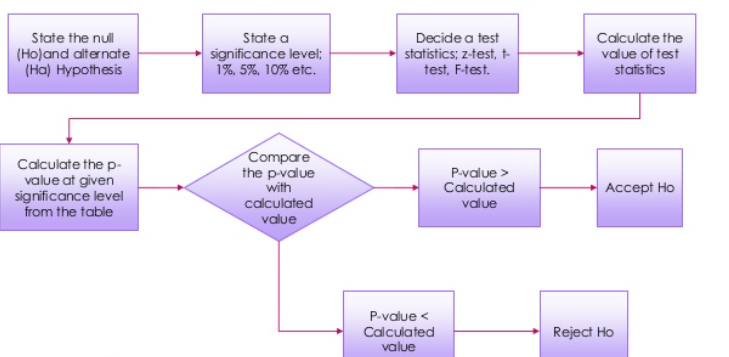 State the null
(Ho)and alternate
(Ha) Hypothesis
State a
significance level;
1%, 5%, 10% etc.
Decide a test
statistics; z-test, t-
test, F-test.
Calculate the
value of test
statistics
Calculate the p-
value at given
significance level
from the table
Compare
the p-value
with
calculated
value
P-value >
Calculated
value
Accept Ho
P-value <
Calculated
value
Reject Ho